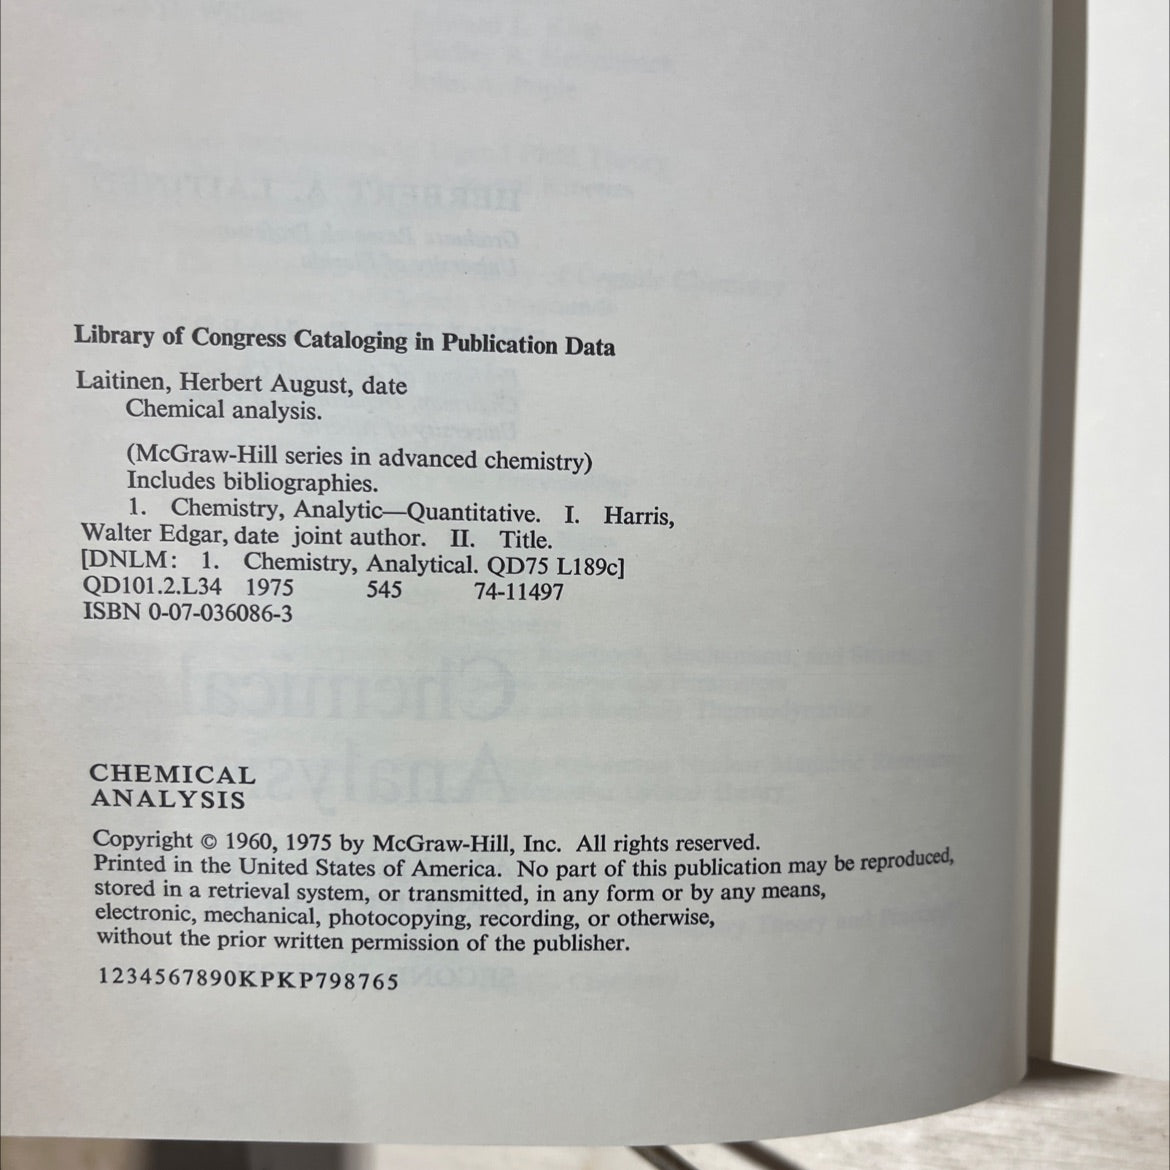 Library of Congress Cataloging in Publication Data
Laitinen, Herbert August, date
Chemical analysis.
(McGraw-Hill series in advanced chemistry)
Includes bibliographies.
1. Chemistry, Analytic—Quantitative. I. Harris,
Walter Edgar, date joint author. II. Title.
[DNLM: 1. Chemistry, Analytical. QD75 L189c]
QD101.2.L34 1975 545 74-11497
ISBN 0-07-036086-3
CHEMICAL
ANALYSIS
Copyright © 1960, 1975 by McGraw-Hill, Inc. All rights reserved.
Printed in the United States of America. No part of this publication may be reproduced,
stored in a retrieval system, or transmitted, in any form or by any means,
electronic, mechanical, photocopying, recording, or otherwise,
without the prior written permission of the publisher.
1234567890KPKP798765